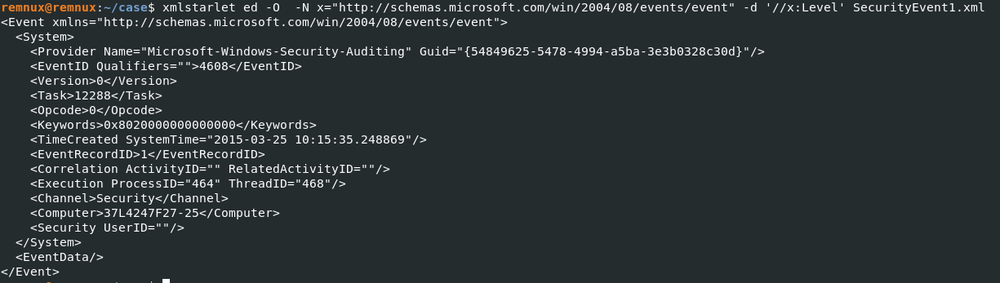 remnux@remnux:~/case$ xmlstarlet ed -O  -N x="http://schemas.microsoft.com/win/2004/08/events/event" -d '//x:Level' SecurityEvent1.xml
<Event xmlns="http://schemas.microsoft.com/win/2004/08/events/event">
  <System>
    <Provider Name="Microsoft-Windows-Security-Auditing" Guid="{54849625-5478-4994-a5ba-3e3b0328c30d}"/>
    <EventID Qualifiers="">4608</EventID>
    <Version>0</Version>
    <Task>12288</Task>
    <Opcode>0</Opcode>
    <Keywords>0x8020000000000000</Keywords>
    <TimeCreated SystemTime="2015-03-25 10:15:35.248869"/>
    <EventRecordID>1</EventRecordID>
    <Correlation ActivityID="" RelatedActivityID=""/>
    <Execution ProcessID="464" ThreadID="468"/>
    <Channel>Security</Channel>
    <Computer>37L4247F27-25</Computer>
    <Security UserID=""/>
  </System>
  <EventData/>
</Event>